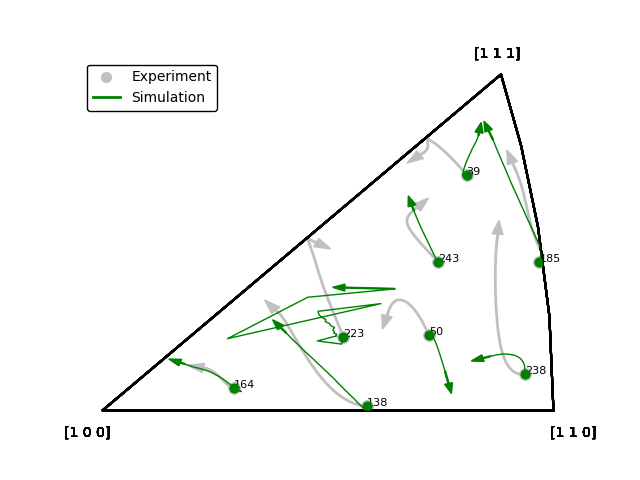 [1 1 1]
Experiment
Simulation
39
243
185
223
50
238
164
138
[1 0 0]
[1 1 0]